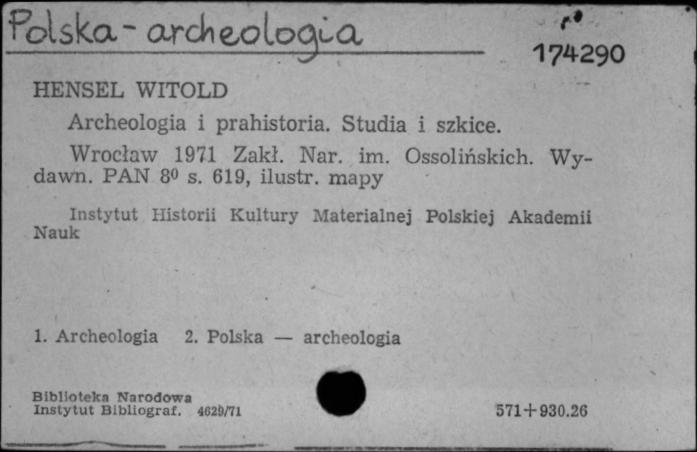 Polska - archeologia
174290
HENSEL WITOLD
Archeologia i prahistoria. Studia i szkice.
Wrocław 1971 Zakł. Nar. im. Ossolińskich. Wy-
dawn. PAN 8⁰ s. 619, ilustr. mapy
Instytut Historii Kultury Materialnej Polskiej Akademii
Nauk
1. Archeologia 2. Polska — archeologia
Biblioteka Narodowa
Instytut Bibliograf. 4629/71
571+930.26